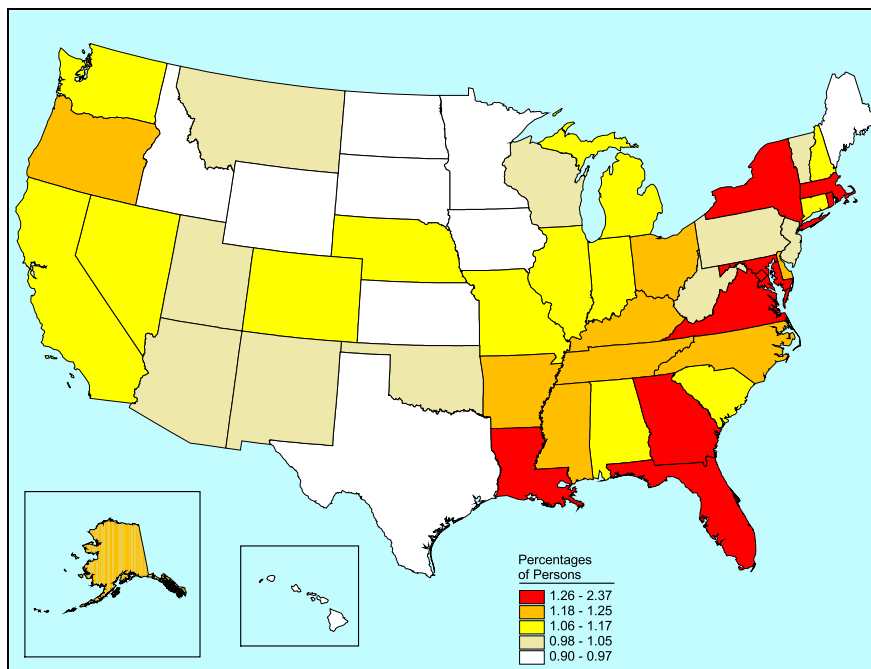 Percentages
of Persons
1.26 - 2.37
1.18 - 1.25
1.06 - 1.17
0.98 - 1.05
0.90 - 0.97